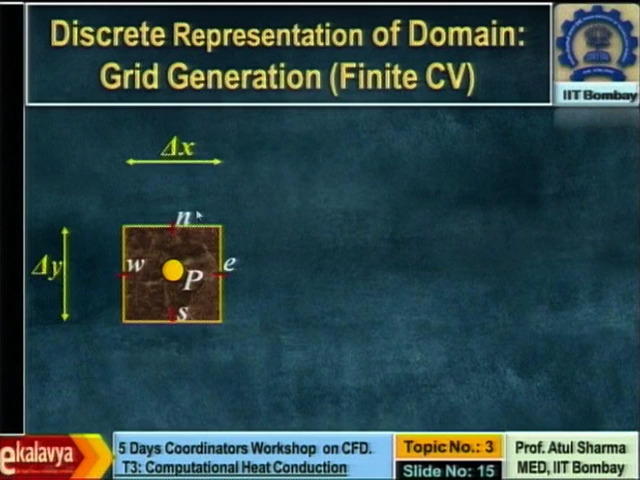 Discrete Representation of Domain:
Grid Generation (Finite CV)
IIT Bombay
Δx
n
Δy
w
e
P
s
ekalavya
5 Days Coordinators Workshop on CFD.
T3: Computational Heat Conduction
Topic No.: 3
Slide No: 15
Prof. Atul Sharma
MED, IIT Bombay